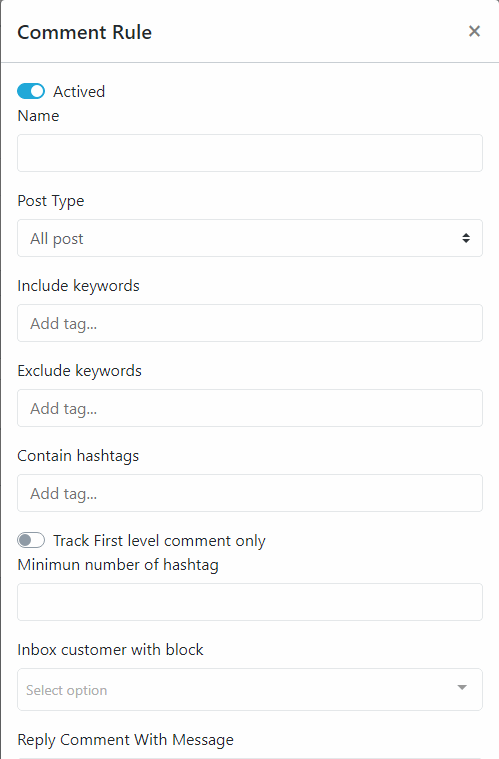 Comment Rule ×
Actived
Name
Post Type
All post
Include keywords
Add tag...
Exclude keywords
Add tag...
Contain hashtags
Add tag...
Track First level comment only
Minimun number of hashtag
Inbox customer with block
Select option
Reply Comment With Message